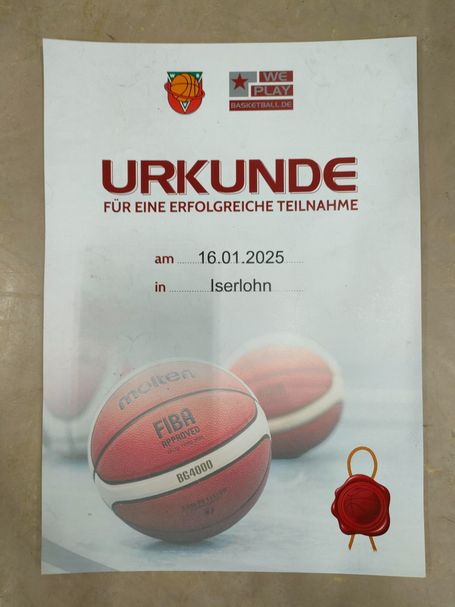 WE
PLAY
BASKETBALL.DE
URKUNDE
FÜR EINE ERFOLGREICHE TEILNAHME
am 16.01.2025
in Iserlohn
molten
FIBA
APPROVED
BG4000